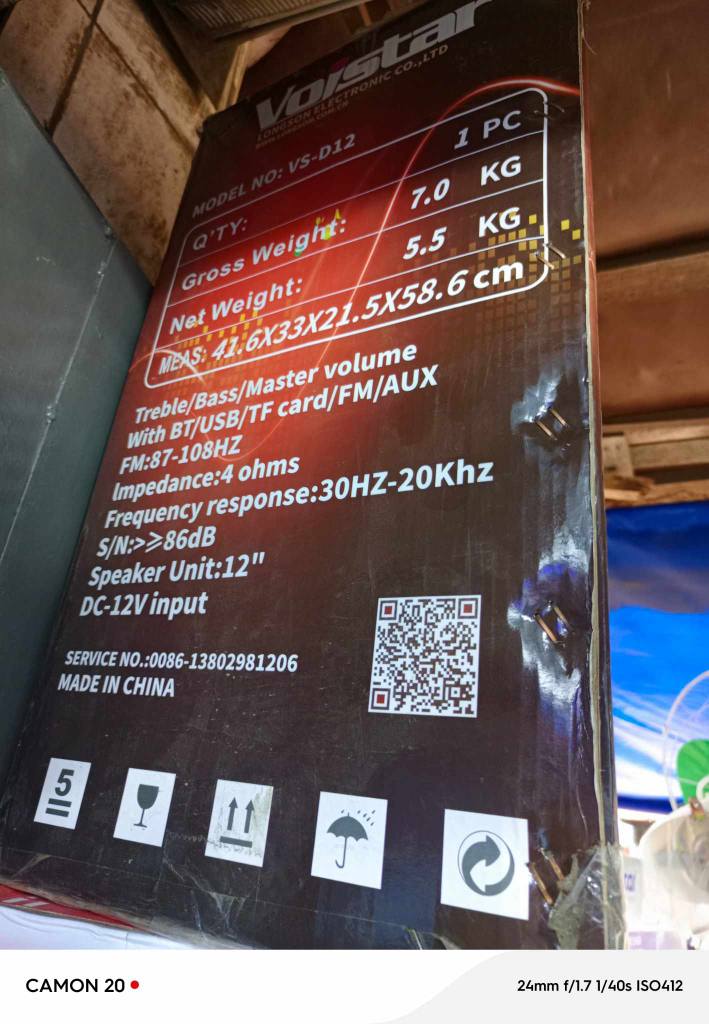 Voistar
LONGSON ELECTRONIC CO.,LTD
MODEL NO: VS-D12
Q'TY: 1 PC
Gross Weight: 7.0 KG
Net Weight: 5.5 KG
MEAS: 41.6X33X21.5X58.6 cm
Treble/Bass/Master volume
With BT/USB/TF card/FM/AUX
FM:87-108HZ
lmpedance:4 ohms
Frequency response:30HZ-20Khz
S/N:>⩾86dB
Speaker Unit:12"
DC-12V input
SERVICE NO.:0086-13802981206
MADE IN CHINA
5
CAMON 20
24mm f/1.7 1/40s ISO412